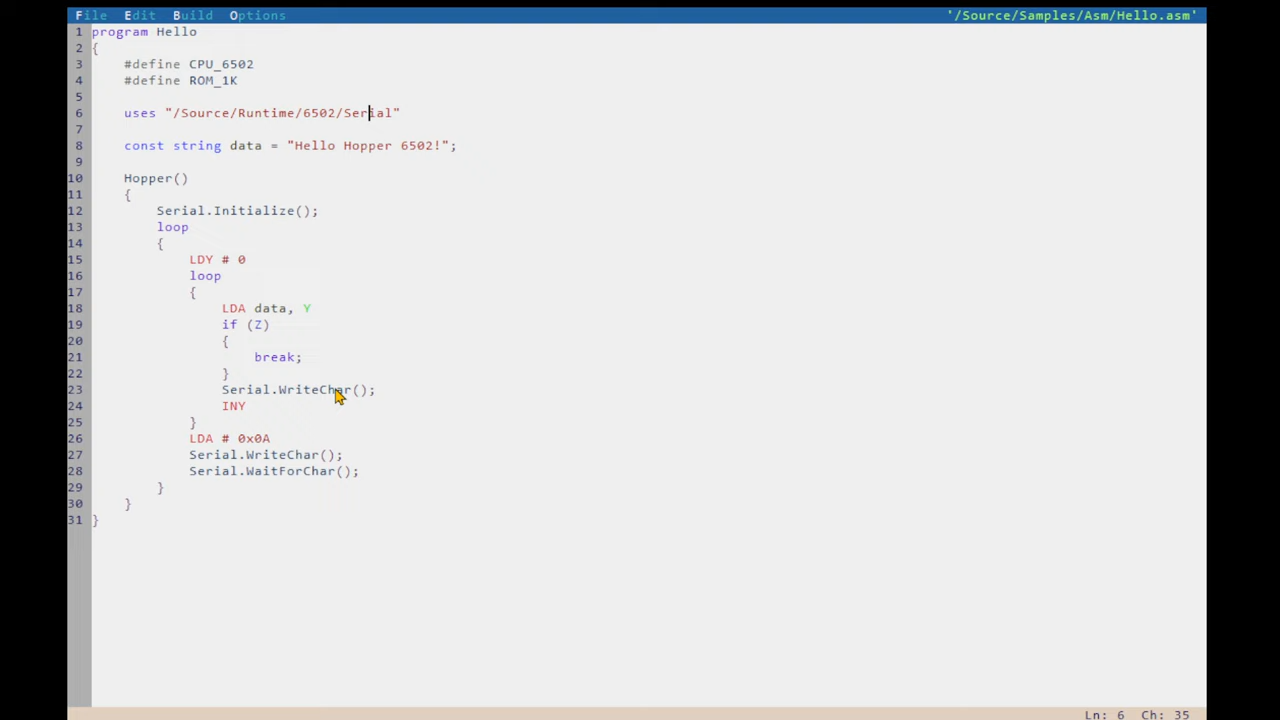 File Edit Build Options '/Source/Samples/Asm/Hello.asm'
1 program Hello
2 {
3 #define CPU_6502
4 #define ROM_1K
5
6 uses "/Source/Runtime/6502/Serial"
7
8 const string data = "Hello Hopper 6502!";
9
10 Hopper()
11 {
12 Serial.Initialize();
13 loop
14 {
15 LDY # 0
16 loop
17 {
18 LDA data, Y
19 if (Z)
20 {
21 break;
22 }
23 Serial.WriteChar();
24 INY
25 }
26 LDA # 0x0A
27 Serial.WriteChar();
28 Serial.WaitForChar();
29 }
30 }
31 }
Ln: 6 Ch: 35